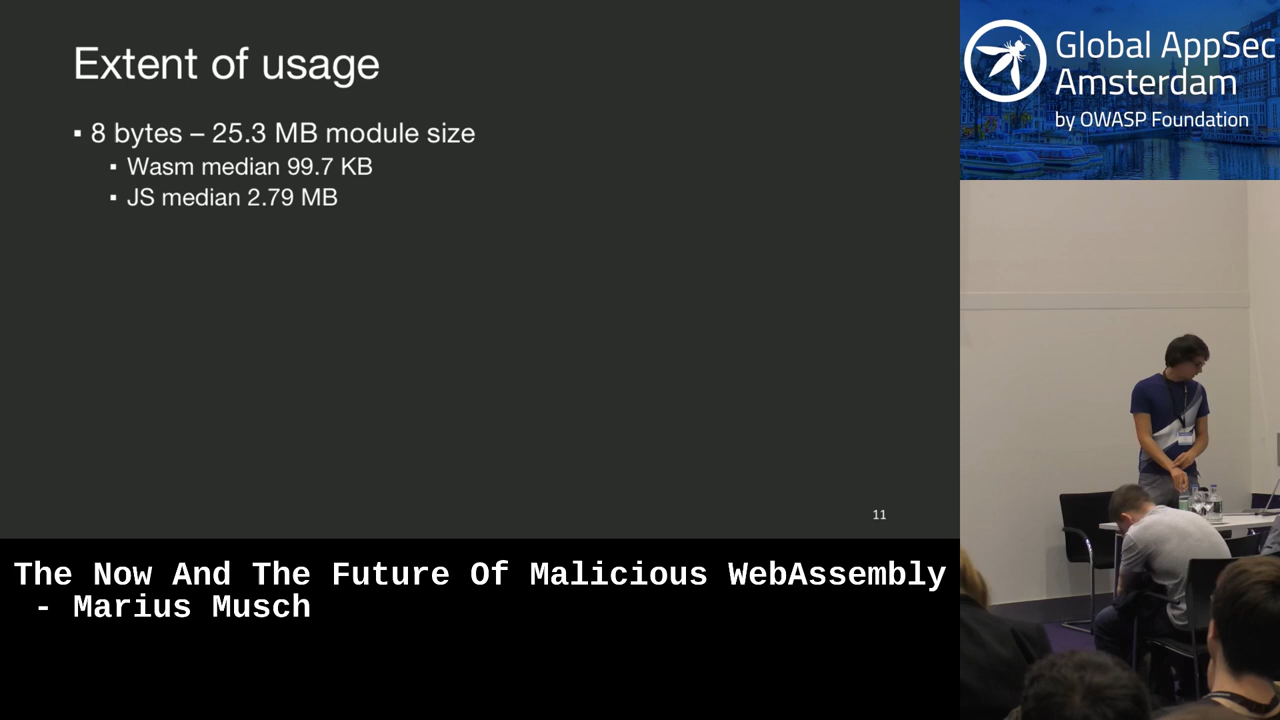 Extent of usage
▪ 8 bytes – 25.3 MB module size
▪ Wasm median 99.7 KB
▪ JS median 2.79 MB
11
Global AppSec
Amsterdam
by OWASP Foundation
The Now And The Future Of Malicious WebAssembly
- Marius Musch